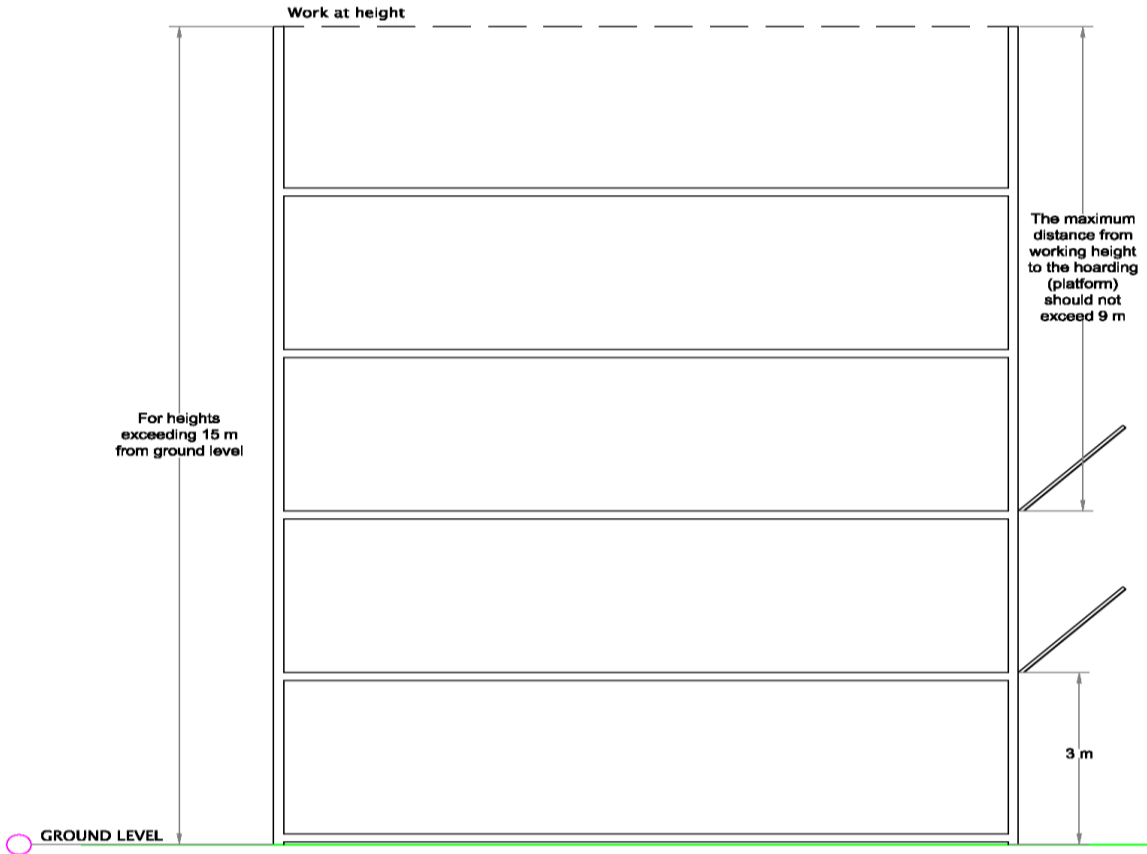 Work at height
The maximum
distance from
working height
to the hoarding
(platform)
should not
exceed 9 m
For heights
exceeding 15 m
from ground level
3 m
GROUND LEVEL